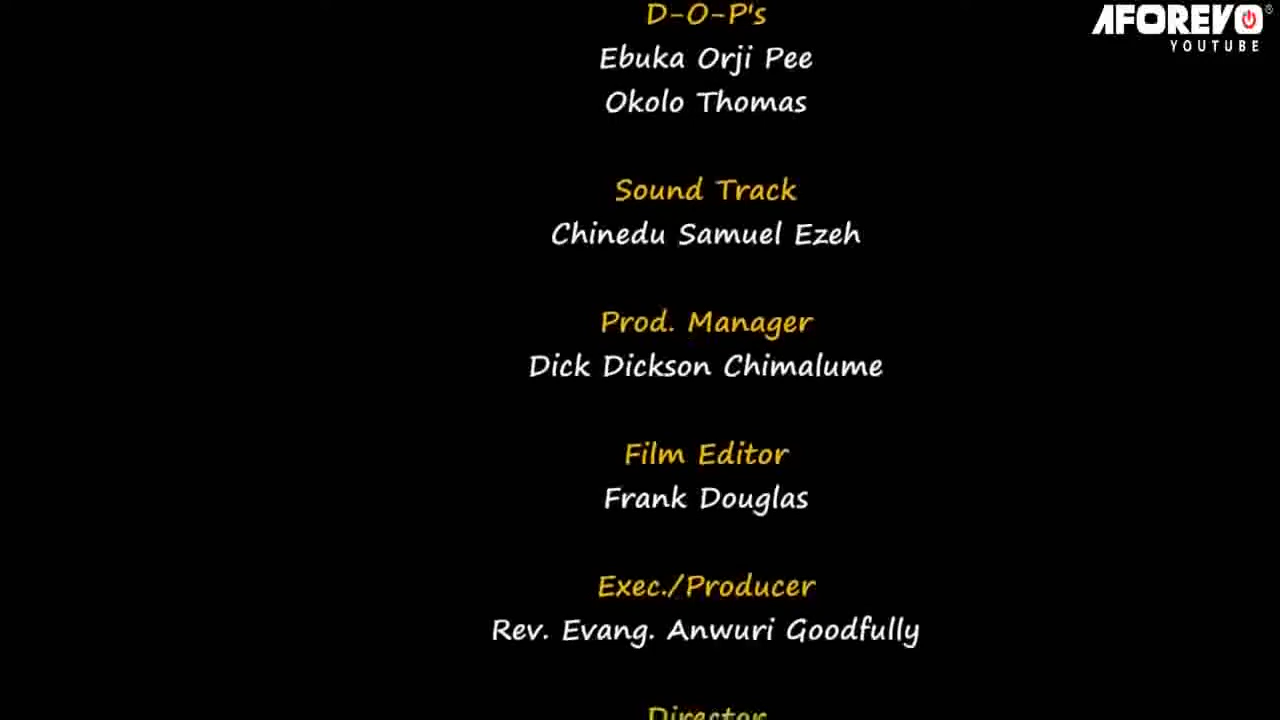 D-O-P's
AFOREVO
YOUTUBE
Ebuka Orji Pee
Okolo Thomas
Sound Track
Chinedu Samuel Ezeh
Prod. Manager
Dick Dickson Chimalume
Film Editor
Frank Douglas
Exec./Producer
Rev. Evang. Anwuri Goodfully
Director